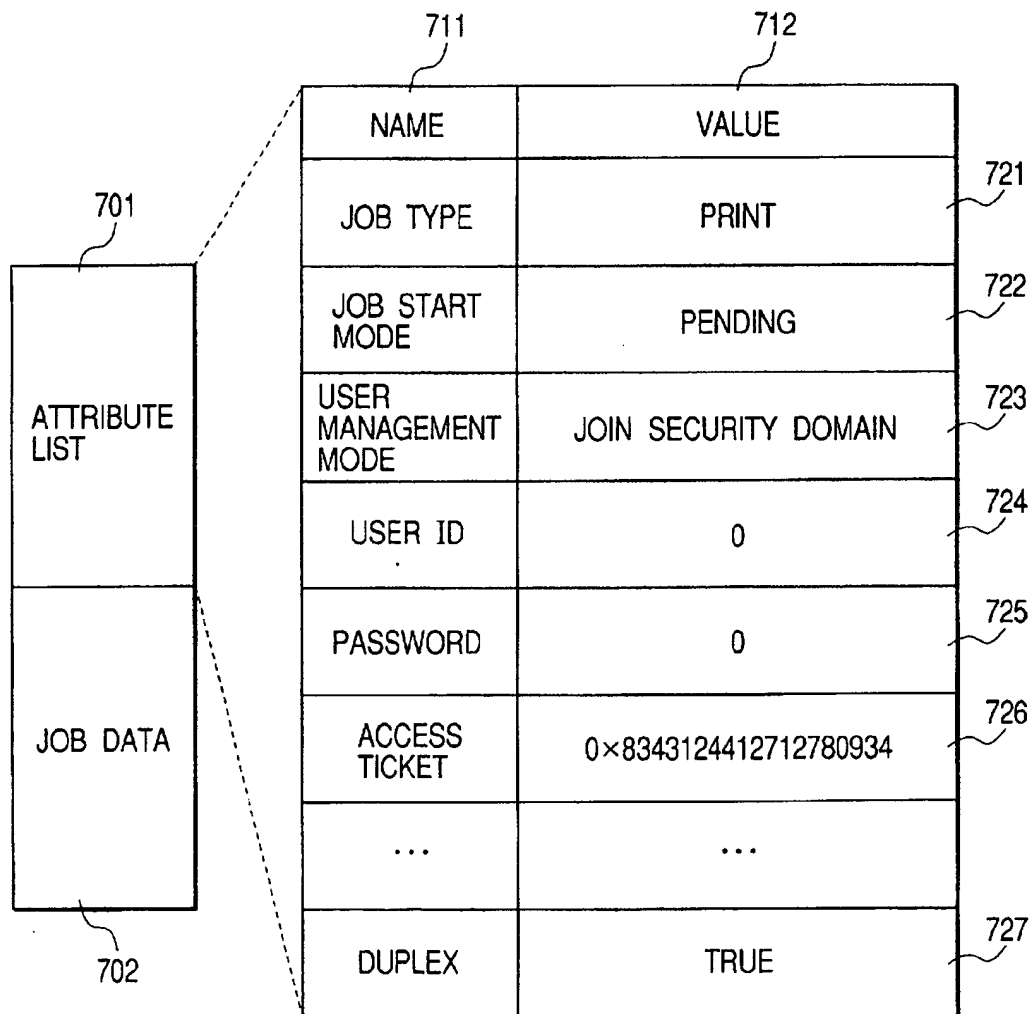 711
712
NAME VALUE
721
701
JOB TYPE PRINT
722
JOB START
MODE
PENDING
723
ATTRIBUTE
LIST
USER
MANAGEMENT
MODE
JOIN SECURITY DOMAIN
724
USER ID 0
725
PASSWORD 0
726
JOB DATA
ACCESS
TICKET
0×8343124412712780934
... ...
727
702
DUPLEX TRUE